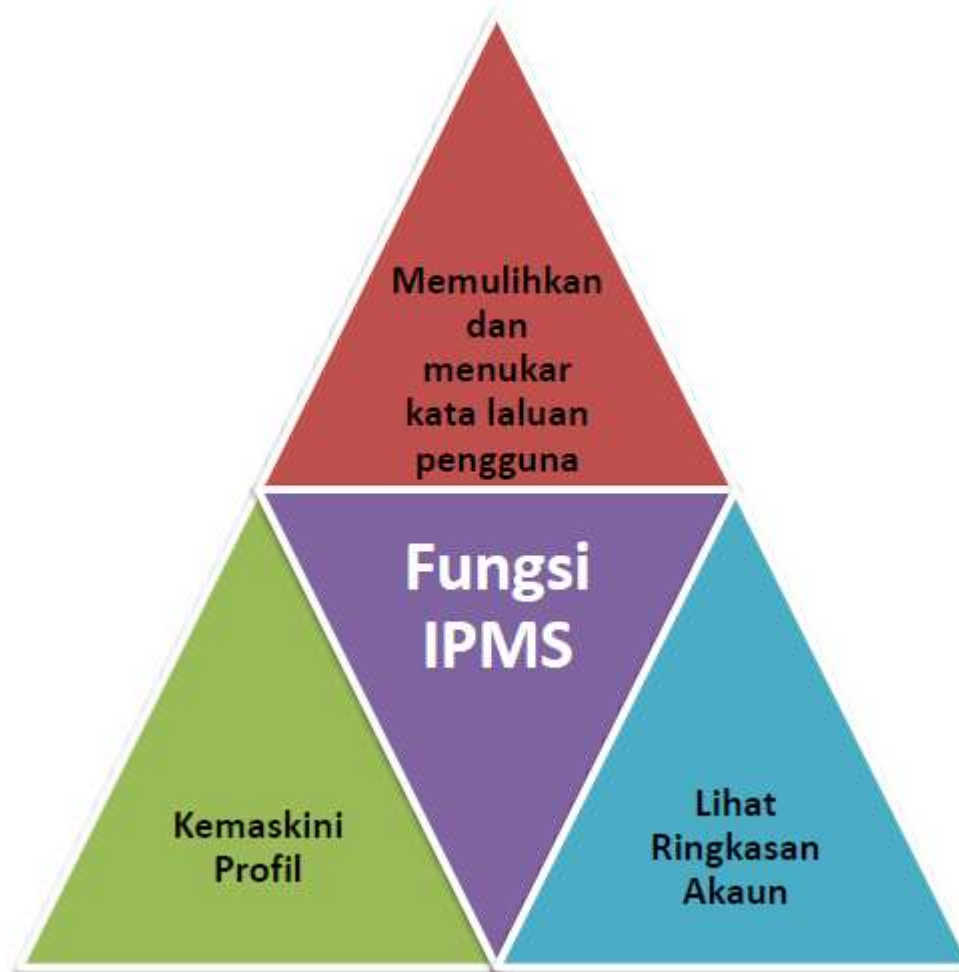 Memulihkan
dan
menukar
kata laluan
pengguna
Fungsi
IPMS
Kemaskini
Profil
Lihat
Ringkasan
Akaun